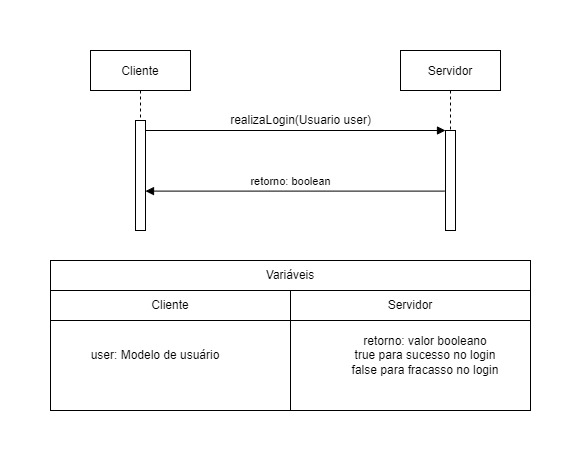 Cliente
Servidor
realizaLogin(Usuario user)
retorno: boolean
Variáveis
Cliente
Servidor
user: Modelo de usuário
retorno: valor booleano
true para sucesso no login
false para fracasso no login